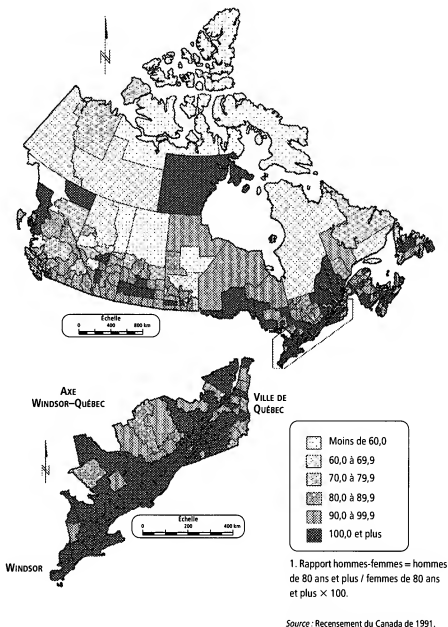 N
Échelle
0 400 800 km
AXE
WINDSOR–QUÉBEC
VILLE DE
QUÉBEC
N
Échelle
0 200 400 km
WINDSOR
Moins de 60,0
60,0 à 69,9
70,0 à 79,9
80,0 à 89,9
90,0 à 99,9
100,0 et plus
1. Rapport hommes-femmes = hommes
de 80 ans et plus / femmes de 80 ans
et plus × 100.
Source : Recensement du Canada de 1991.